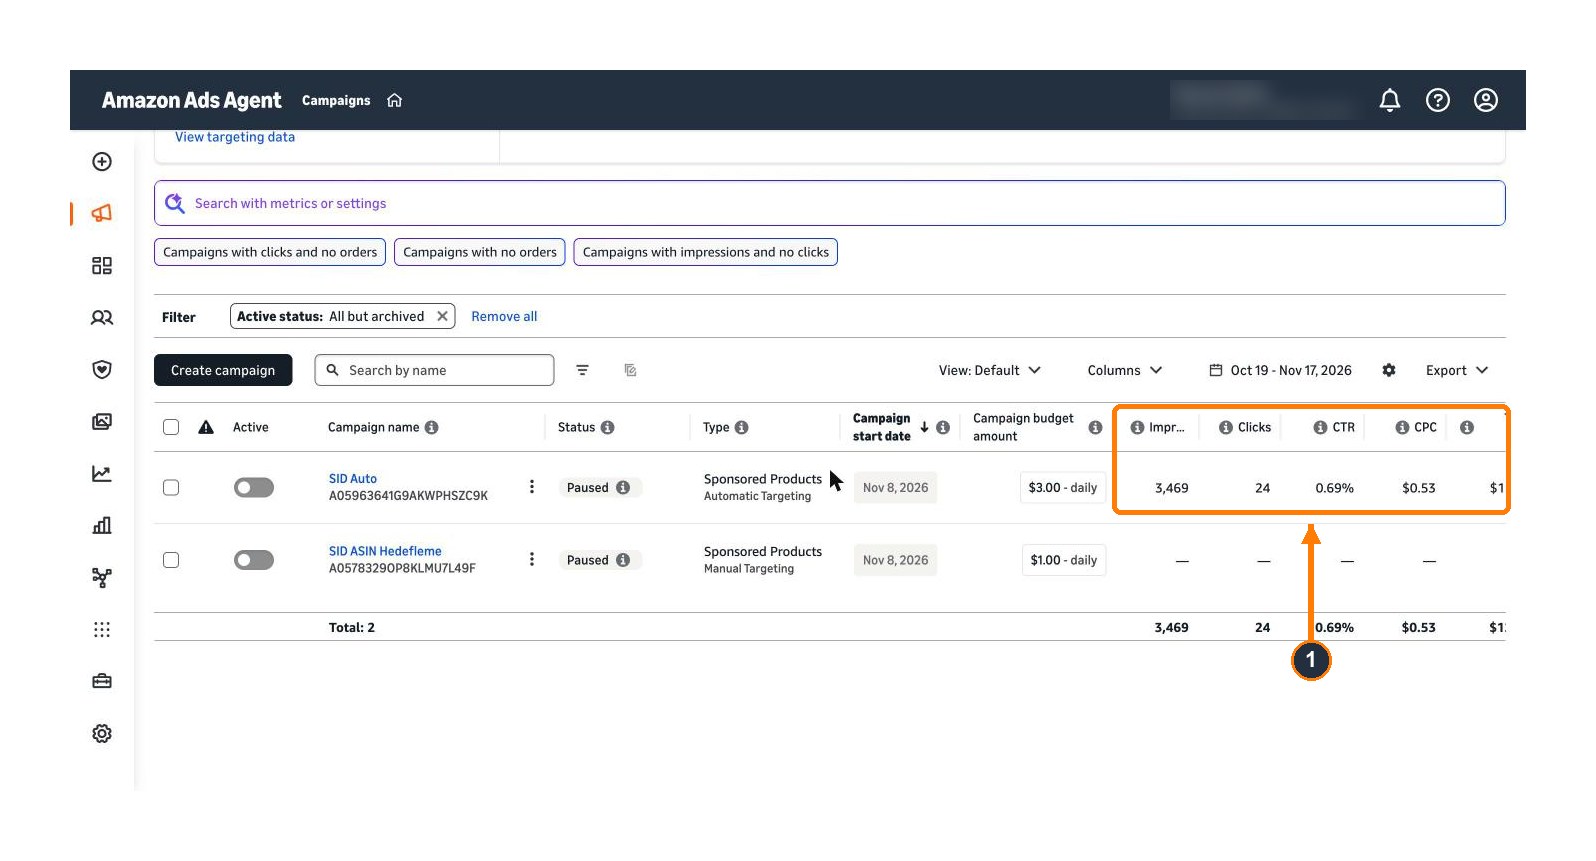 Amazon Ads Agent Campaigns
View targeting data
Search with metrics or settings
Campaigns with clicks and no orders Campaigns with no orders Campaigns with impressions and no clicks
Filter Active status: All but archived Remove all
Create campaign Search by name View: Default Columns Oct 19 - Nov 17, 2026 Export
Active Campaign name Status Type Campaign start date Campaign budget amount Impr... Clicks CTR CPC
SID Auto Paused Sponsored Products Nov 8, 2026 $3.00 - daily 3,469 24 0.69% $0.53 $1
A05963641G9AKWPHSZC9K Automatic Targeting
SID ASIN Hedefleme Paused Sponsored Products Nov 8, 2026 $1.00 - daily — — — —
A0578329OP8KLMU7L49F Manual Targeting
Total: 2 3,469 24 0.69% $0.53 $1
1